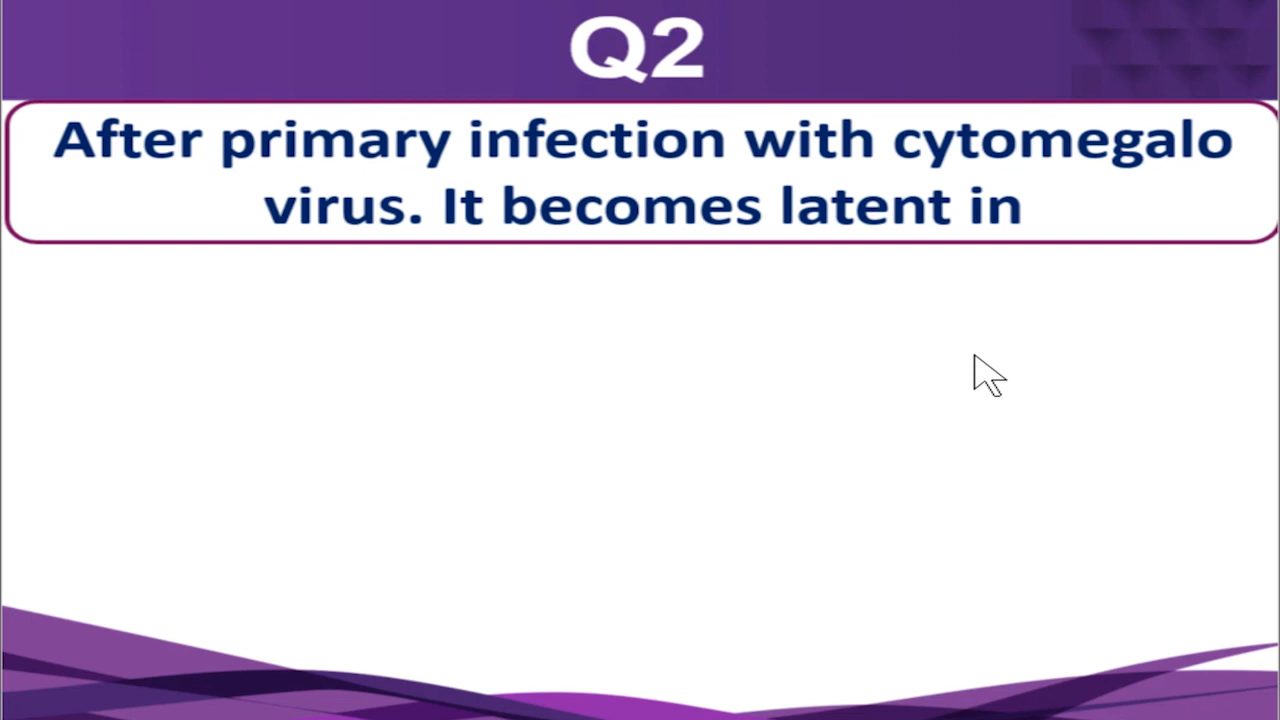 Q2
After primary infection with cytomegalo
virus. It becomes latent in